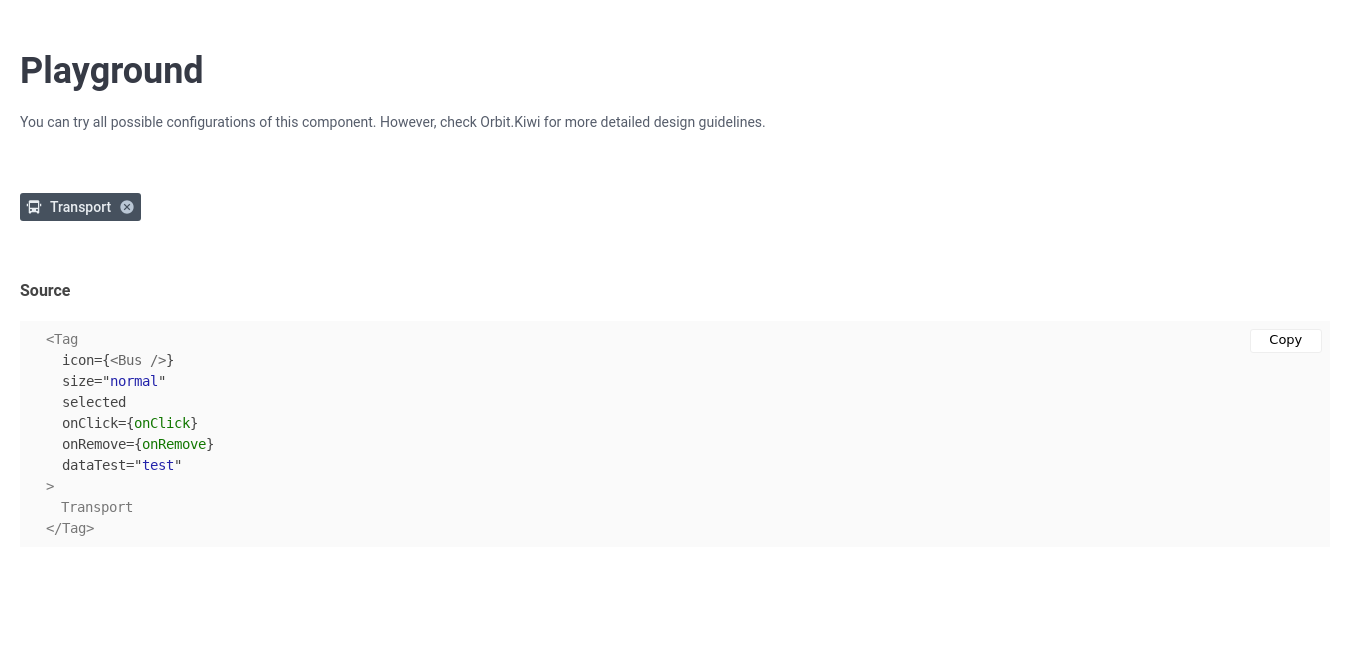 Playground
You can try all possible configurations of this component. However, check Orbit.Kiwi for more detailed design guidelines.
Transport
Source
Copy
<Tag
  icon={<Bus />}
  size="normal"
  selected
  onClick={onClick}
  onRemove={onRemove}
  dataTest="test"
>
  Transport
</Tag>